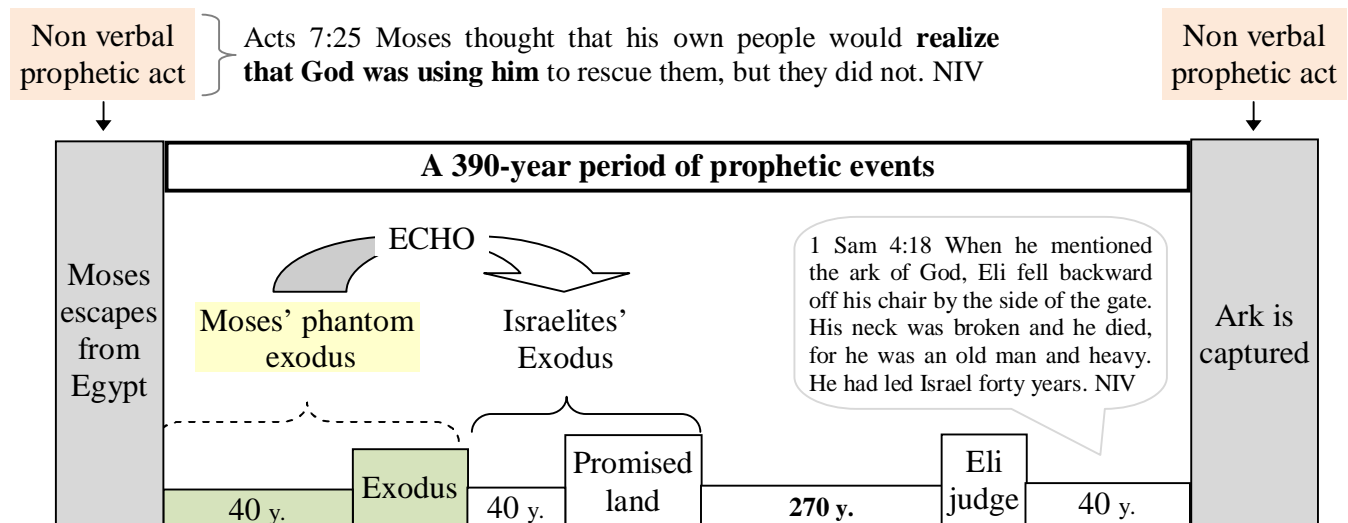 Non verbal
prophetic act
Acts 7:25 Moses thought that his own people would realize
that God was using him to rescue them, but they did not. NIV
Non verbal
prophetic act
A 390-year period of prophetic events
Moses
escapes
from
Egypt
ECHO
Moses’ phantom
exodus
Israelites’
Exodus
1 Sam 4:18 When he mentioned
the ark of God, Eli fell backward
off his chair by the side of the gate.
His neck was broken and he died,
for he was an old man and heavy.
He had led Israel forty years. NIV
Ark is
captured
40 y.
Exodus
40 y.
Promised
land
270 y.
Eli
judge
40 y.